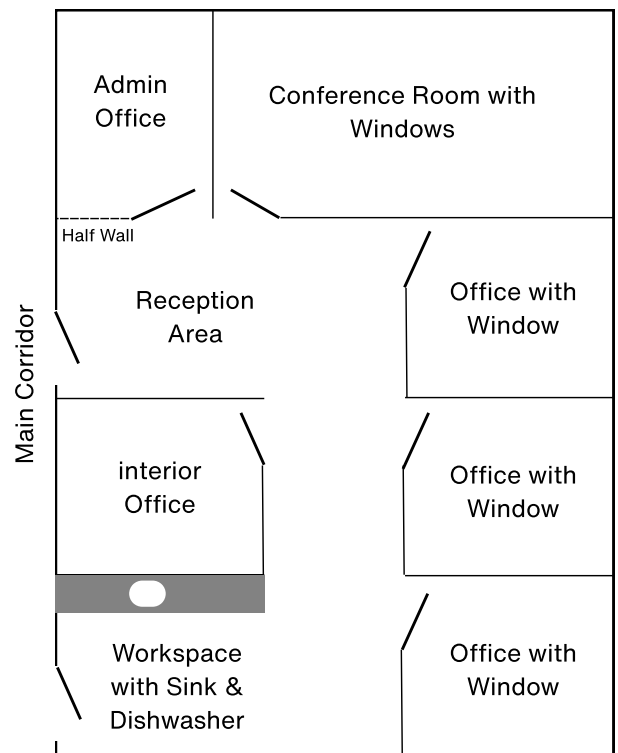 Admin
Office
Conference Room with
Windows
Half Wall
Reception
Area
Office with
Window
Main Corridor
interior
Office
Office with
Window
Workspace
with Sink &
Dishwasher
Office with
Window